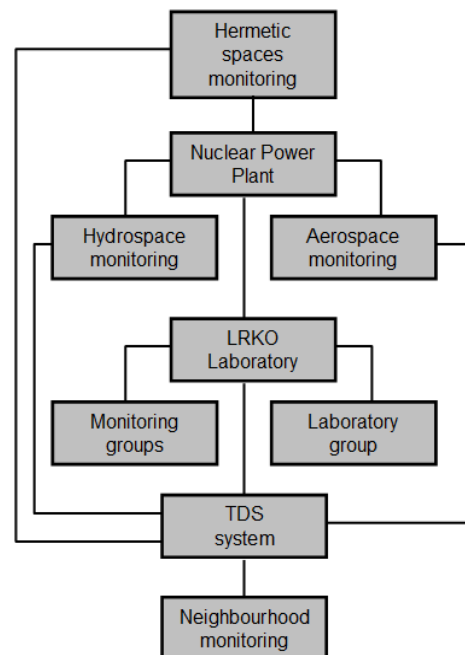 Hermetic
spaces
monitoring
Nuclear Power
Plant
Hydrospace
monitoring
Aerospace
monitoring
LRKO
Laboratory
Monitoring
groups
Laboratory
group
TDS
system
Neighbourhood
monitoring